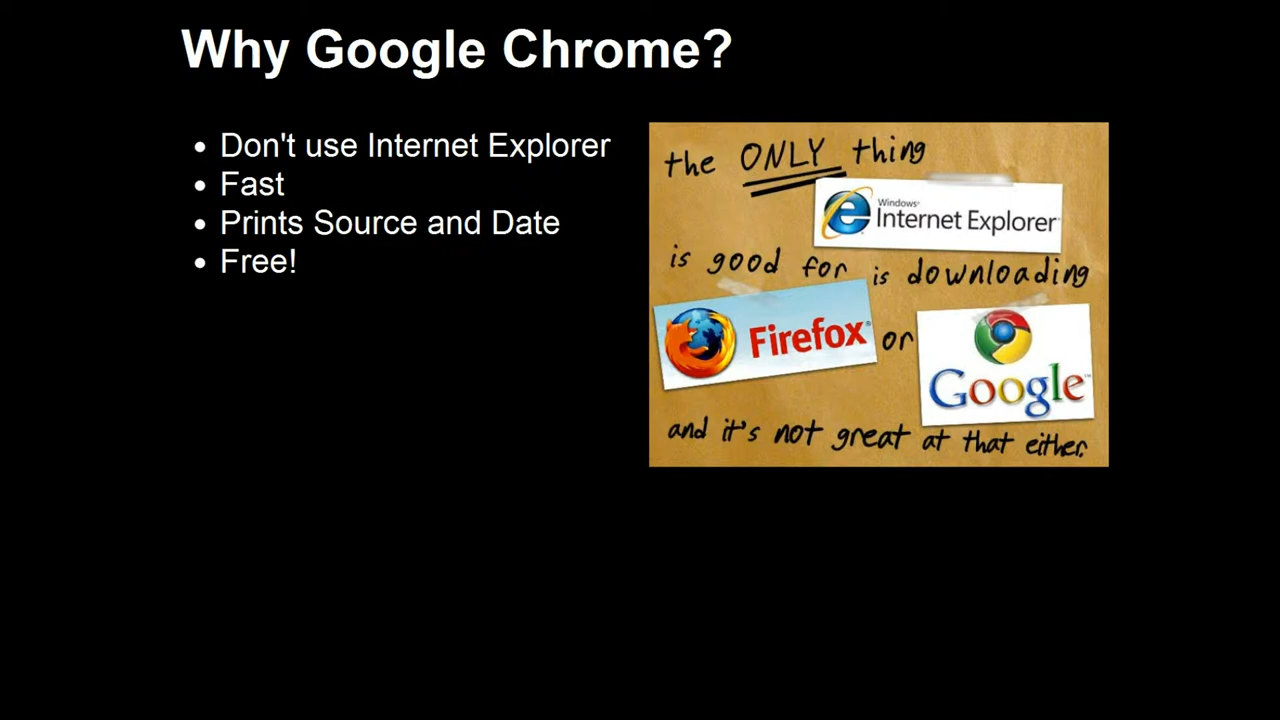 Why Google Chrome?
Don't use Internet Explorer
Fast
Prints Source and Date
Free!
the ONLY thing
Windows®
Internet Explorer®
is good for is downloading
Firefox® or
Google™
and it's not great at that either.